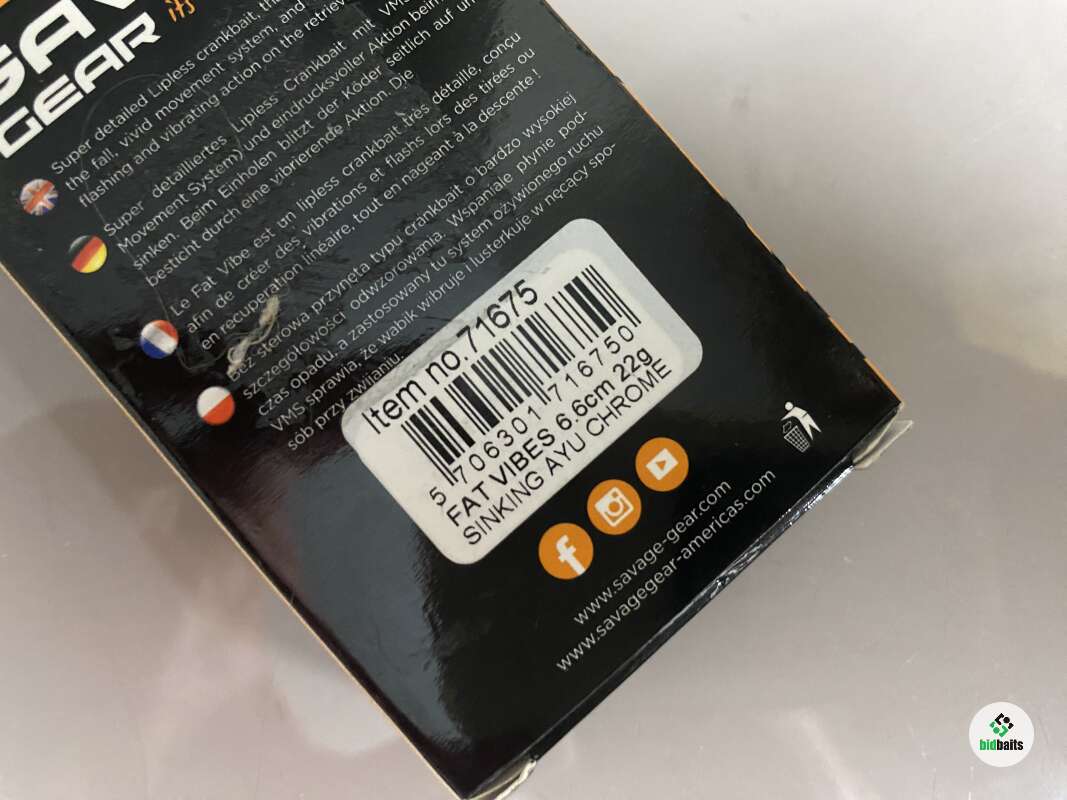 GEAR
Super detailed Lipless crankbait, th
the fall, vivid movement system, and
flashing and vibrating action on the retriev
Super detailliertes Lipless Crankbait mit VMS
Movement System) und eindrucksvoller Aktion beim
sinken. Beim Einholen blitzt der Köder seitlich auf un
besticht durch eine vibrierende Aktion. Die
Le Fat Vibe est un lipless crankbait très détaillé, conçu
afin de créer des vibrations et flashs lors des tirées ou
en recuperation linéaire, tout en nageant à la descente !
Bez sterowa przynęta typu crankbait o bardzo wysokiej
szczegółowości odwzorowania. Wspaniale płynie pod-
czas opadu, a zastosowany tu system ożywionego ruchu
VMS sprawia, że wabik wibruje i lusterkuje w nęcący spo-
sób przy zwijaniu.
Item no.71675
5 706301 716750
FAT VIBES 6.6cm 22g
SINKING AYU CHROME
www.savage-gear.com
www.savagegear-americas.com
bidbaits